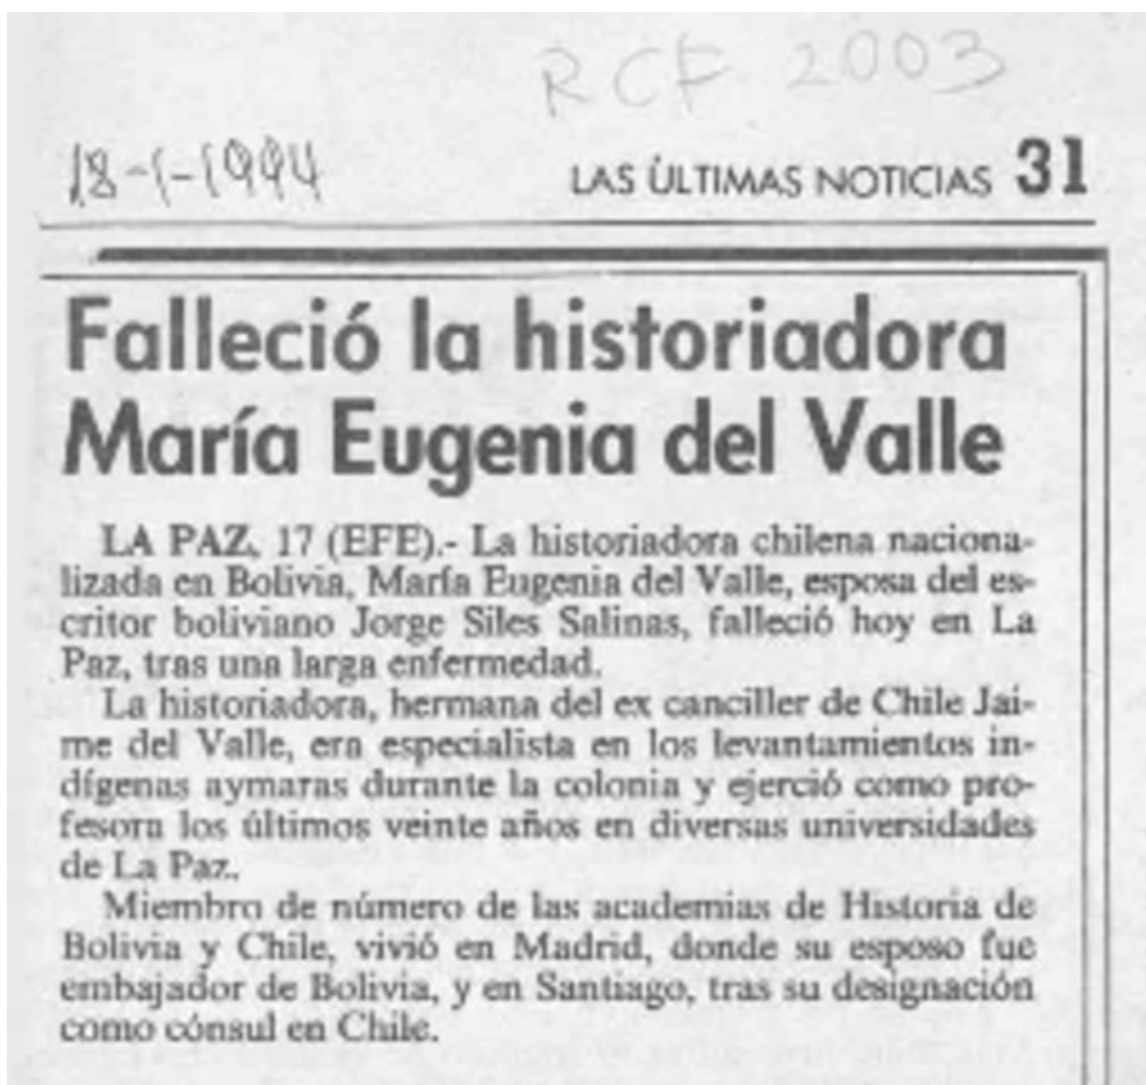 RCF 2003
18-1-1994
LAS ÚLTIMAS NOTICIAS 31
Falleció la historiadora
María Eugenia del Valle
LA PAZ, 17 (EFE).- La historiadora chilena naciona-
lizada en Bolivia, María Eugenia del Valle, esposa del es-
critor boliviano Jorge Siles Salinas, falleció hoy en La
Paz, tras una larga enfermedad.
La historiadora, hermana del ex canciller de Chile Jai-
me del Valle, era especialista en los levantamientos in-
dígenas aymaras durante la colonia y ejerció como pro-
fesora los últimos veinte años en diversas universidades
de La Paz.
Miembro de número de las academias de Historia de
Bolivia y Chile, vivió en Madrid, donde su esposo fue
embajador de Bolivia, y en Santiago, tras su designación
como cónsul en Chile.